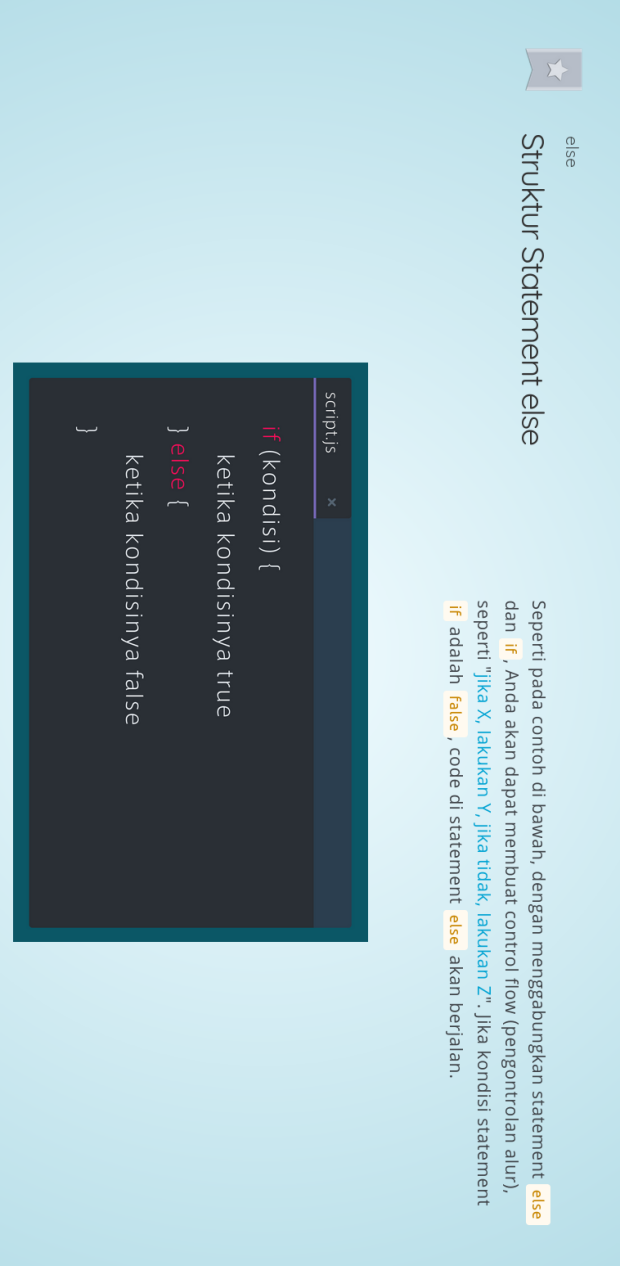 else
Struktur Statement else
Seperti pada contoh di bawah, dengan menggabungkan statement else
dan if, Anda akan dapat membuat control flow (pengontrolan alur),
seperti "jika X, lakukan Y, jika tidak, lakukan Z". Jika kondisi statement
if adalah false, code di statement else akan berjalan.
script.js ×
if (kondisi) {
ketika kondisinya true
} else {
ketika kondisinya false
}